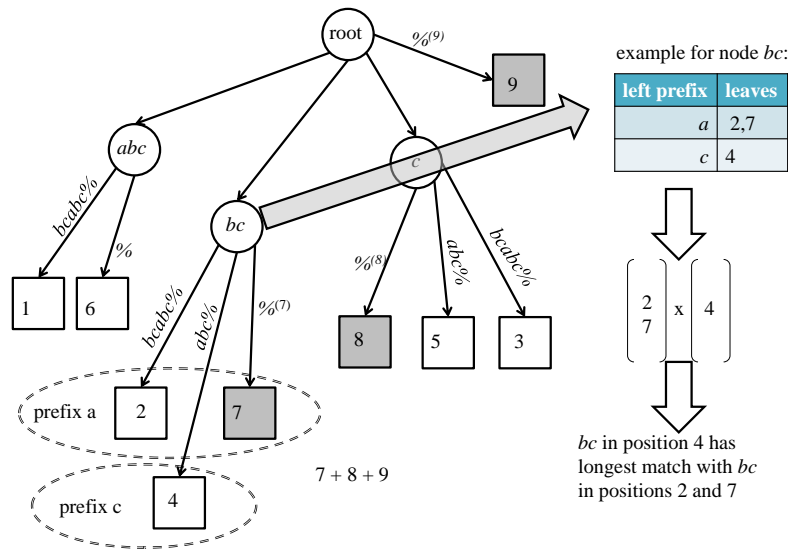 root
%(9)
9
example for node bc:
left prefix leaves
a 2,7
c 4
abc
c
bcabc%
%
bc
1
6
%(8)
abc%
bcabc%
8
5
3
bcabc%
abc%
%(7)
2
7
x
4
prefix a
2
7
prefix c
4
7 + 8 + 9
bc in position 4 has
longest match with bc
in positions 2 and 7